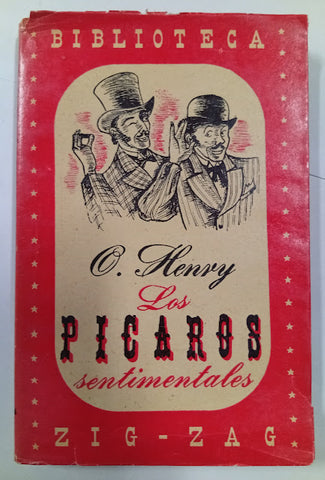 BIBLIOTECA
O. Henry
Los
PICAROS
sentimentales
ZIG-ZAG